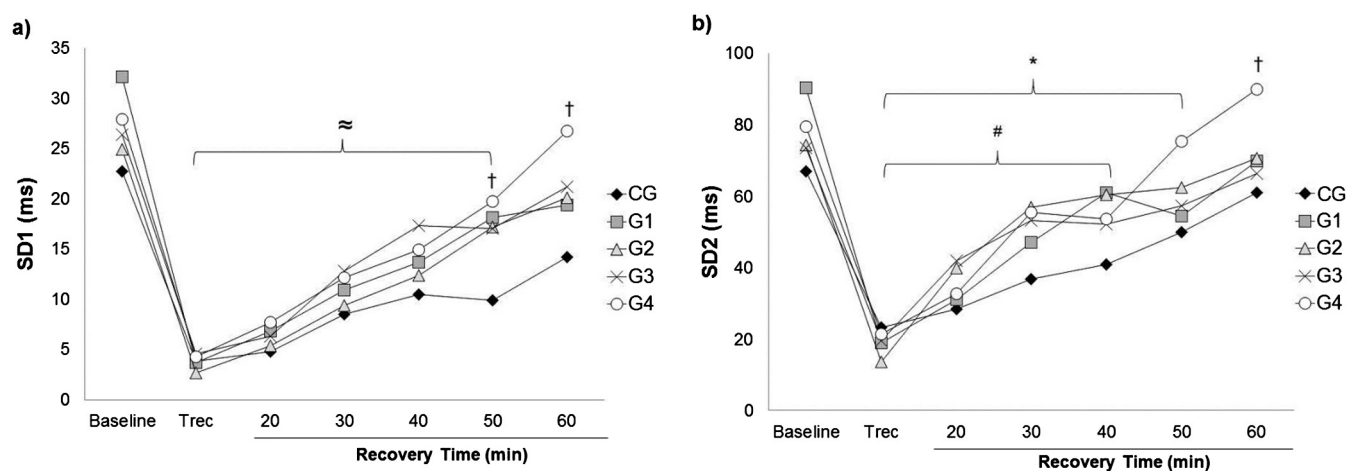 a)
35
30
25
20
15
10
5
0
SD1 (ms)
≈
†
†
Baseline Trec 20 30 40 50 60
Recovery Time (min)
CG
G1
G2
G3
G4
b)
100
80
60
40
20
0
SD2 (ms)
*
#
†
Baseline Trec 20 30 40 50 60
Recovery Time (min)
CG
G1
G2
G3
G4